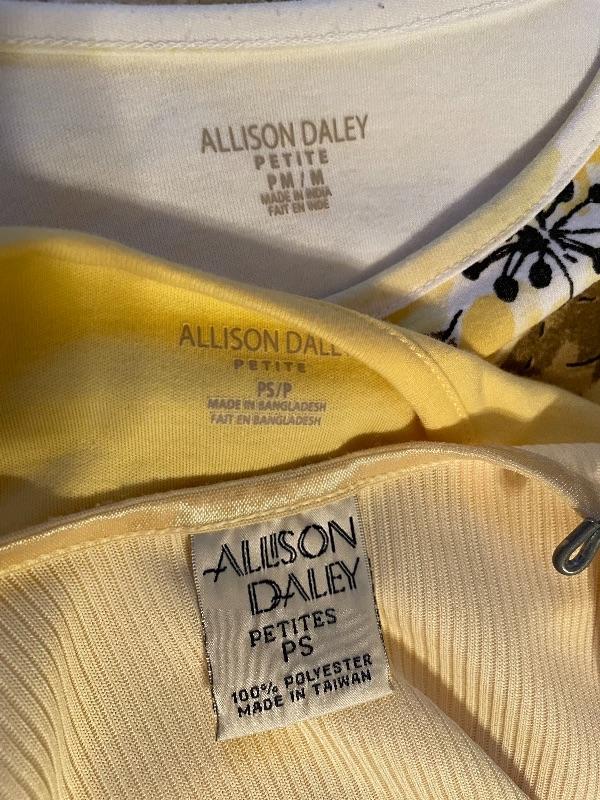 ALLISON DALEY
PETITE
PM / M
MADE IN INDIA
FAIT EN INDE
ALLISON DALE
PETITE
PS/P
MADE IN BANGLADESH
FAIT EN BANGLADESH
ALLISON
DALEY
PETITES
PS
100% POLYESTER
MADE IN TAIWAN